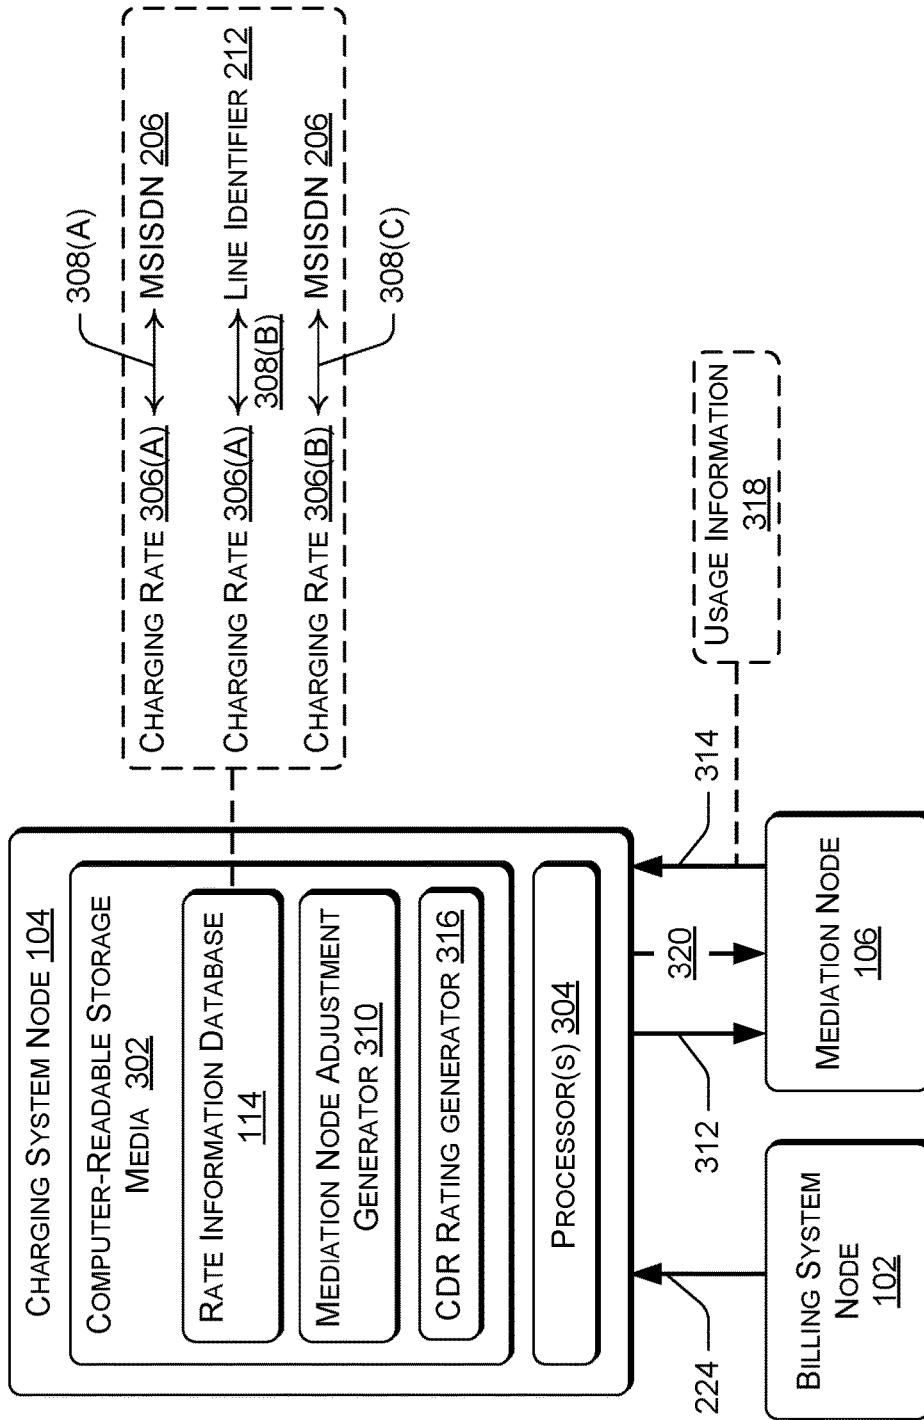 CHARGING SYSTEM NODE 104
COMPUTER-READABLE STORAGE
MEDIA 302
RATE INFORMATION DATABASE
114
MEDIATION NODE ADJUSTMENT
GENERATOR 310
CDR RATING GENERATOR 316
PROCESSOR(S) 304
308(A)
CHARGING RATE 306(A)
MSISDN 206
CHARGING RATE 306(A)
LINE IDENTIFIER 212
308(B)
CHARGING RATE 306(B)
MSISDN 206
308(C)
224
312
320
314
USAGE INFORMATION
318
BILLING SYSTEM
NODE
102
MEDIATION NODE
106